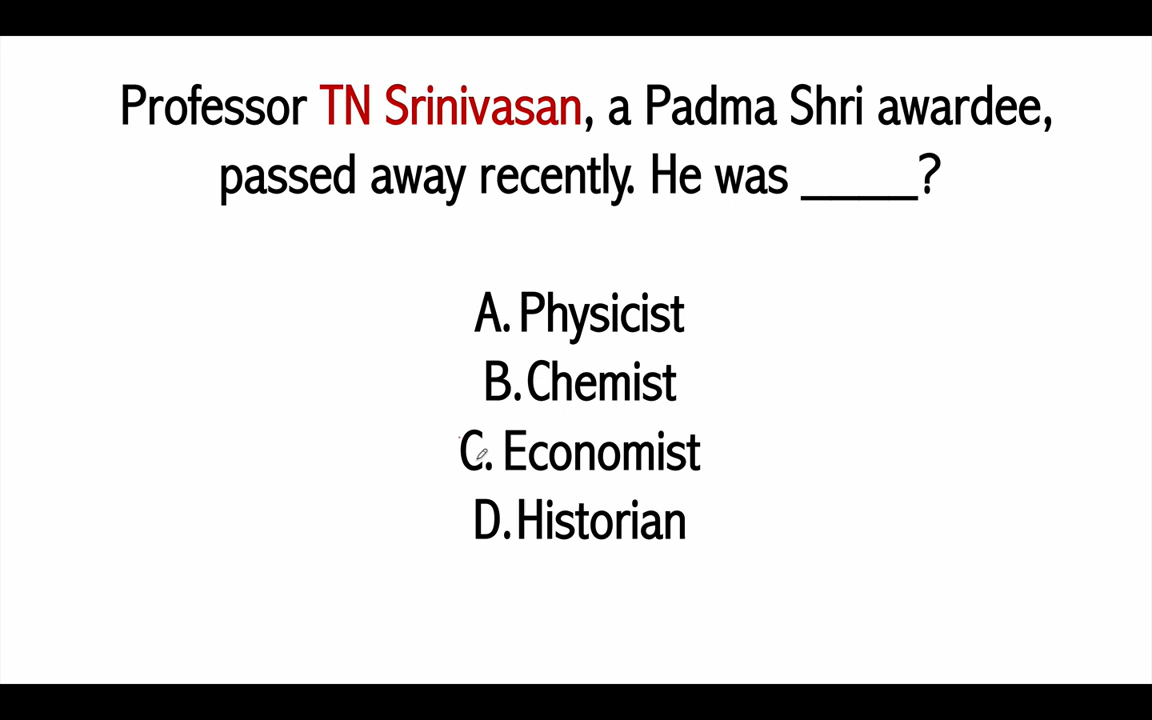 Professor TN Srinivasan, a Padma Shri awardee,
passed away recently. He was _____?
A. Physicist
B. Chemist
C. Economist
D. Historian